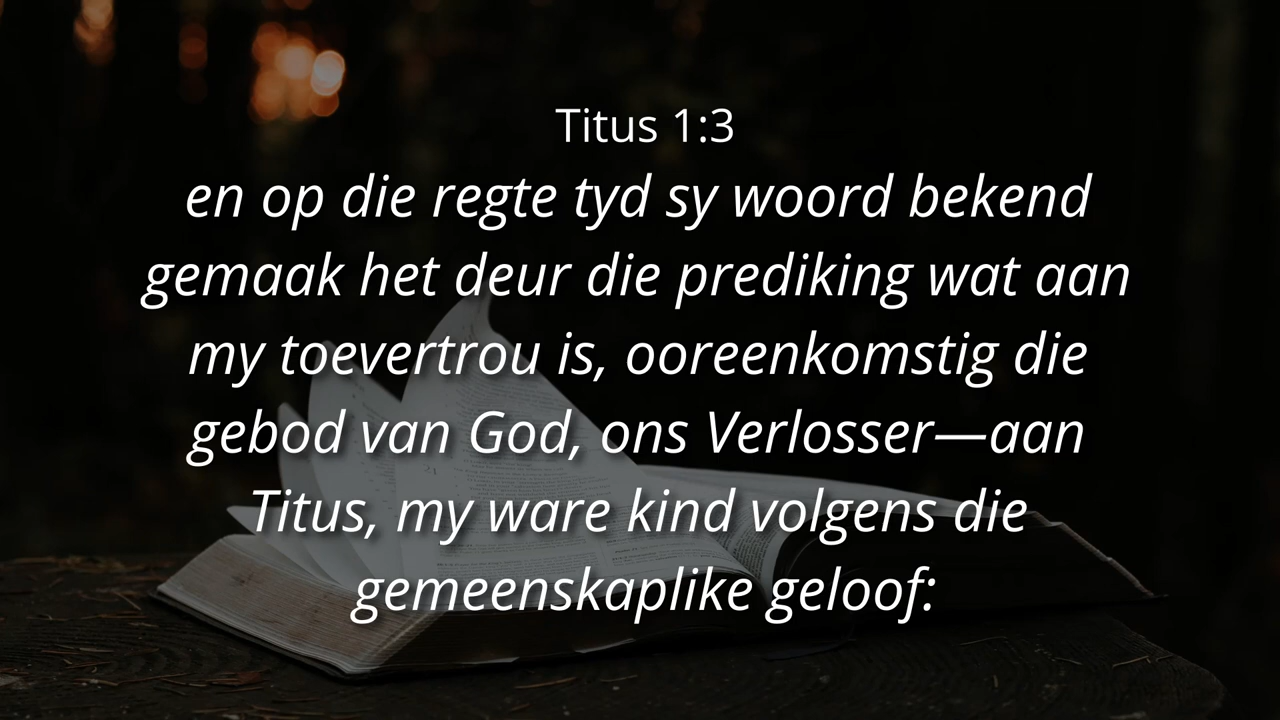 Titus 1:3
en op die regte tyd sy woord bekend
gemaak het deur die prediking wat aan
my toevertrou is, ooreenkomstig die
gebod van God, ons Verlosser—aan
Titus, my ware kind volgens die
gemeenskaplike geloof: